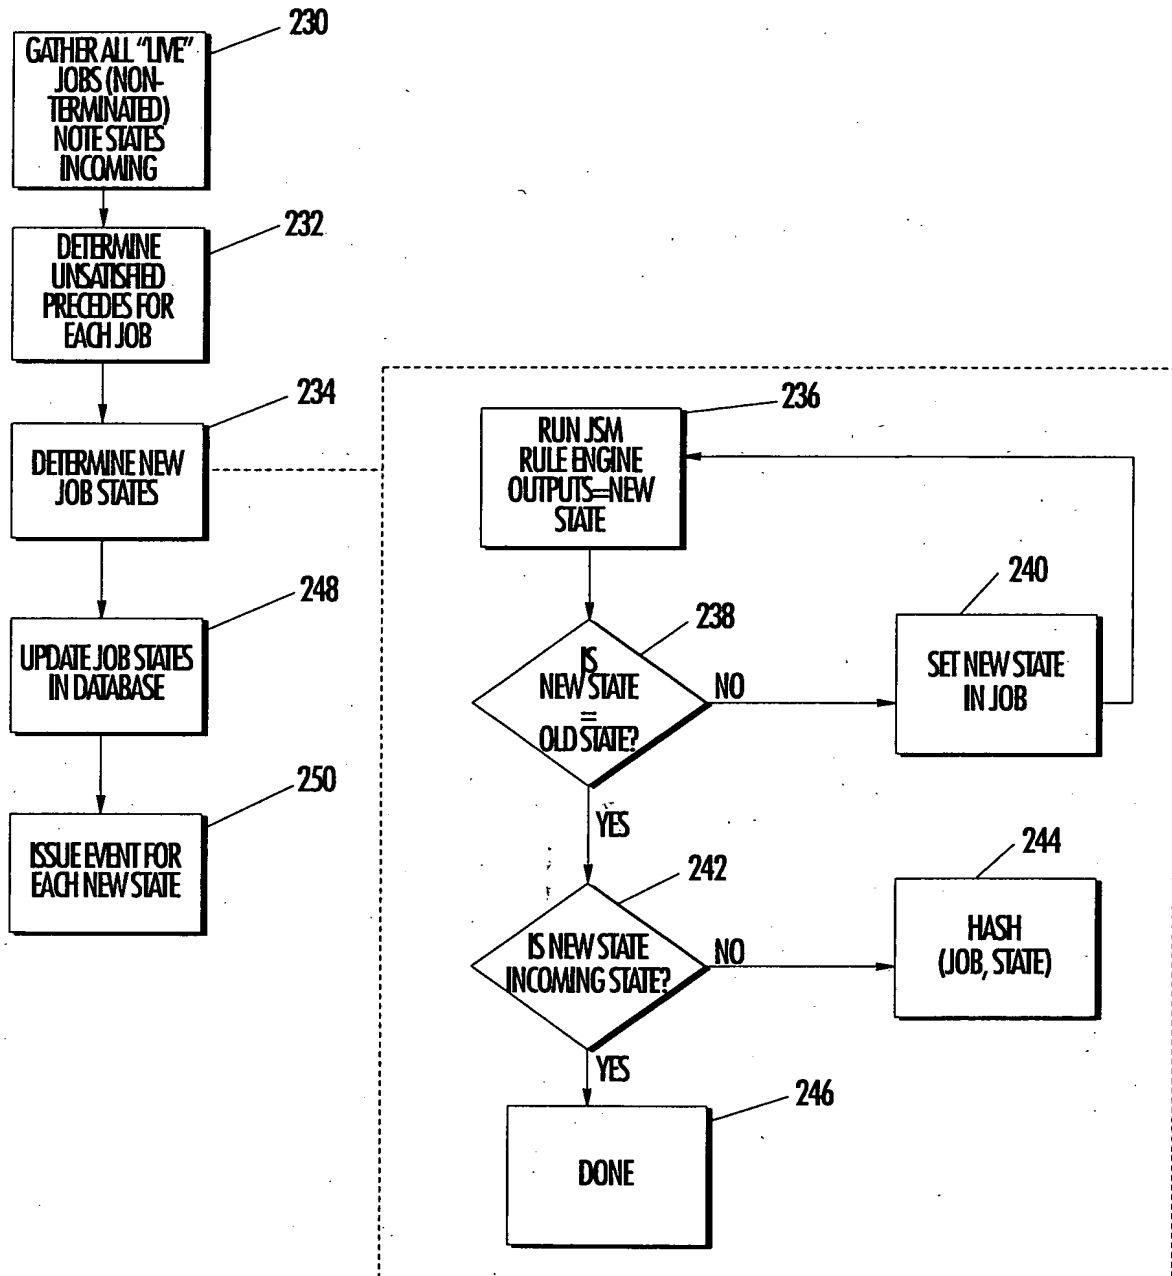 230
GATHER ALL "LIVE"
JOBS (NON-
TERMINATED)
NOTE STATES
INCOMING
232
DETERMINE
UNSATISFIED
PRECEDES FOR
EACH JOB
234
DETERMINE NEW
JOB STATES
248
UPDATE JOB STATES
IN DATABASE
250
ISSUE EVENT FOR
EACH NEW STATE
236
RUN JSM
RULE ENGINE
OUTPUTS=NEW
STATE
238
IS
NEW STATE
=
OLD STATE?
NO
240
SET NEW STATE
IN JOB
YES
242
IS NEW STATE
INCOMING STATE?
NO
244
HASH
(JOB, STATE)
YES
246
DONE